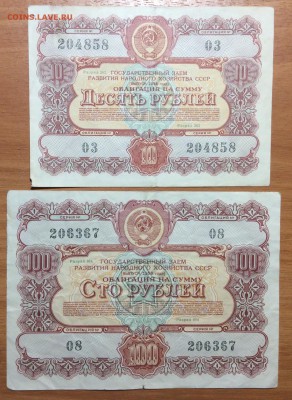 COINS.LAVE.RU
204858 03
10 10
ГОСУДАРСТВЕННЫЙ ЗАЕМ
РАЗВИТИЯ НАРОДНОГО ХОЗЯЙСТВА СССР
ОБЛИГАЦИЯ НА СУММУ
ДЕСЯТЬ РУБЛЕЙ
03 204858
10
206367 08
ГОСУДАРСТВЕННЫЙ ЗАЕМ
100 РАЗВИТИЯ НАРОДНОГО ХОЗЯЙСТВА СССР 100
ОБЛИГАЦИЯ НА СУММУ
СТО РУБЛЕЙ
08 206367
100